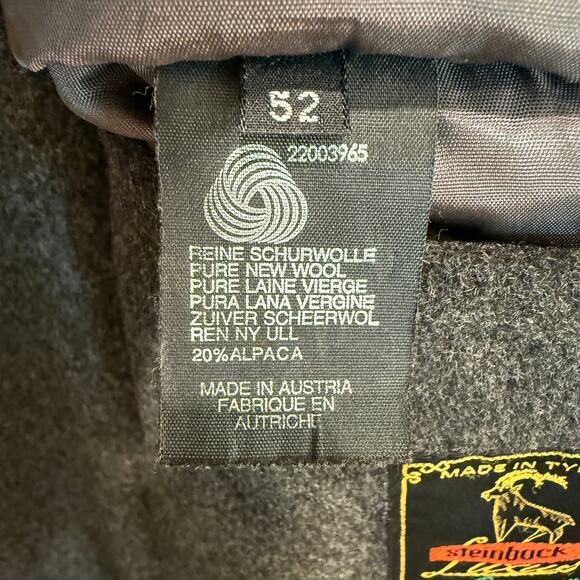 52
22003965
REINE SCHURWOLLE
PURE NEW WOOL
PURE LAINE VIERGE
PURA LANA VERGINE
ZUIVER SCHEERWOL
REN NY ULL
20%ALPACA
MADE IN AUSTRIA
FABRIQUE EN
AUTRICHE
MADE IN TY
steinbock
Luxus